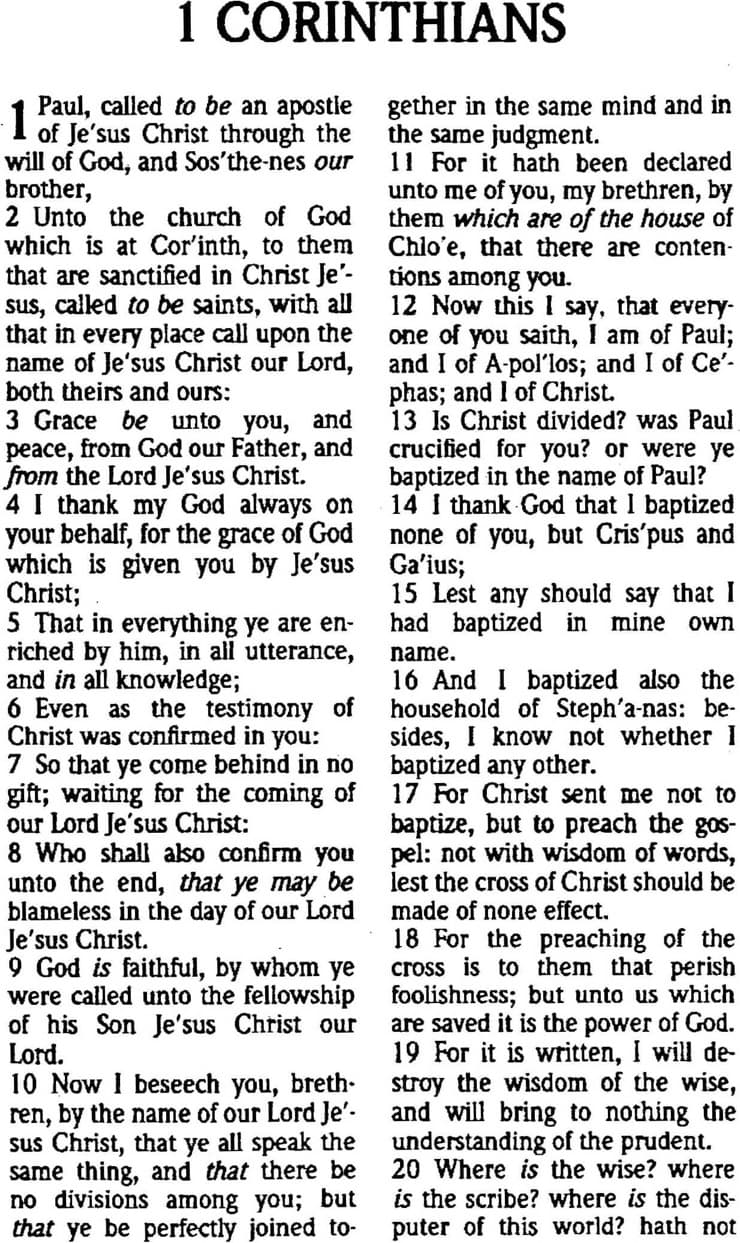 1 CORINTHIANS
1 Paul, called to be an apostle
of Je'sus Christ through the
will of God, and Sos'the-nes our
brother,
2 Unto the church of God
which is at Cor'inth, to them
that are sanctified in Christ Je'-
sus, called to be saints, with all
that in every place call upon the
name of Je'sus Christ our Lord,
both theirs and ours:
3 Grace be unto you, and
peace, from God our Father, and
from the Lord Je'sus Christ.
4 I thank my God always on
your behalf, for the grace of God
which is given you by Je'sus
Christ;
5 That in everything ye are en-
riched by him, in all utterance,
and in all knowledge;
6 Even as the testimony of
Christ was confirmed in you:
7 So that ye come behind in no
gift; waiting for the coming of
our Lord Je'sus Christ:
8 Who shall also confirm you
unto the end, that ye may be
blameless in the day of our Lord
Je'sus Christ.
9 God is faithful, by whom ye
were called unto the fellowship
of his Son Je'sus Christ our
Lord.
10 Now I beseech you, breth-
ren, by the name of our Lord Je'-
sus Christ, that ye all speak the
same thing, and that there be
no divisions among you; but
that ye be perfectly joined to-
gether in the same mind and in
the same judgment.
11 For it hath been declared
unto me of you, my brethren, by
them which are of the house of
Chlo'e, that there are conten-
tions among you.
12 Now this I say, that every-
one of you saith, I am of Paul;
and I of A-pol'los; and I of Ce'-
phas; and I of Christ.
13 Is Christ divided? was Paul
crucified for you? or were ye
baptized in the name of Paul?
14 I thank God that I baptized
none of you, but Cris'pus and
Ga'ius;
15 Lest any should say that I
had baptized in mine own
name.
16 And I baptized also the
household of Steph'a-nas: be-
sides, I know not whether I
baptized any other.
17 For Christ sent me not to
baptize, but to preach the gos-
pel: not with wisdom of words,
lest the cross of Christ should be
made of none effect.
18 For the preaching of the
cross is to them that perish
foolishness; but unto us which
are saved it is the power of God.
19 For it is written, I will de-
stroy the wisdom of the wise,
and will bring to nothing the
understanding of the prudent.
20 Where is the wise? where
is the scribe? where is the dis-
puter of this world? hath not